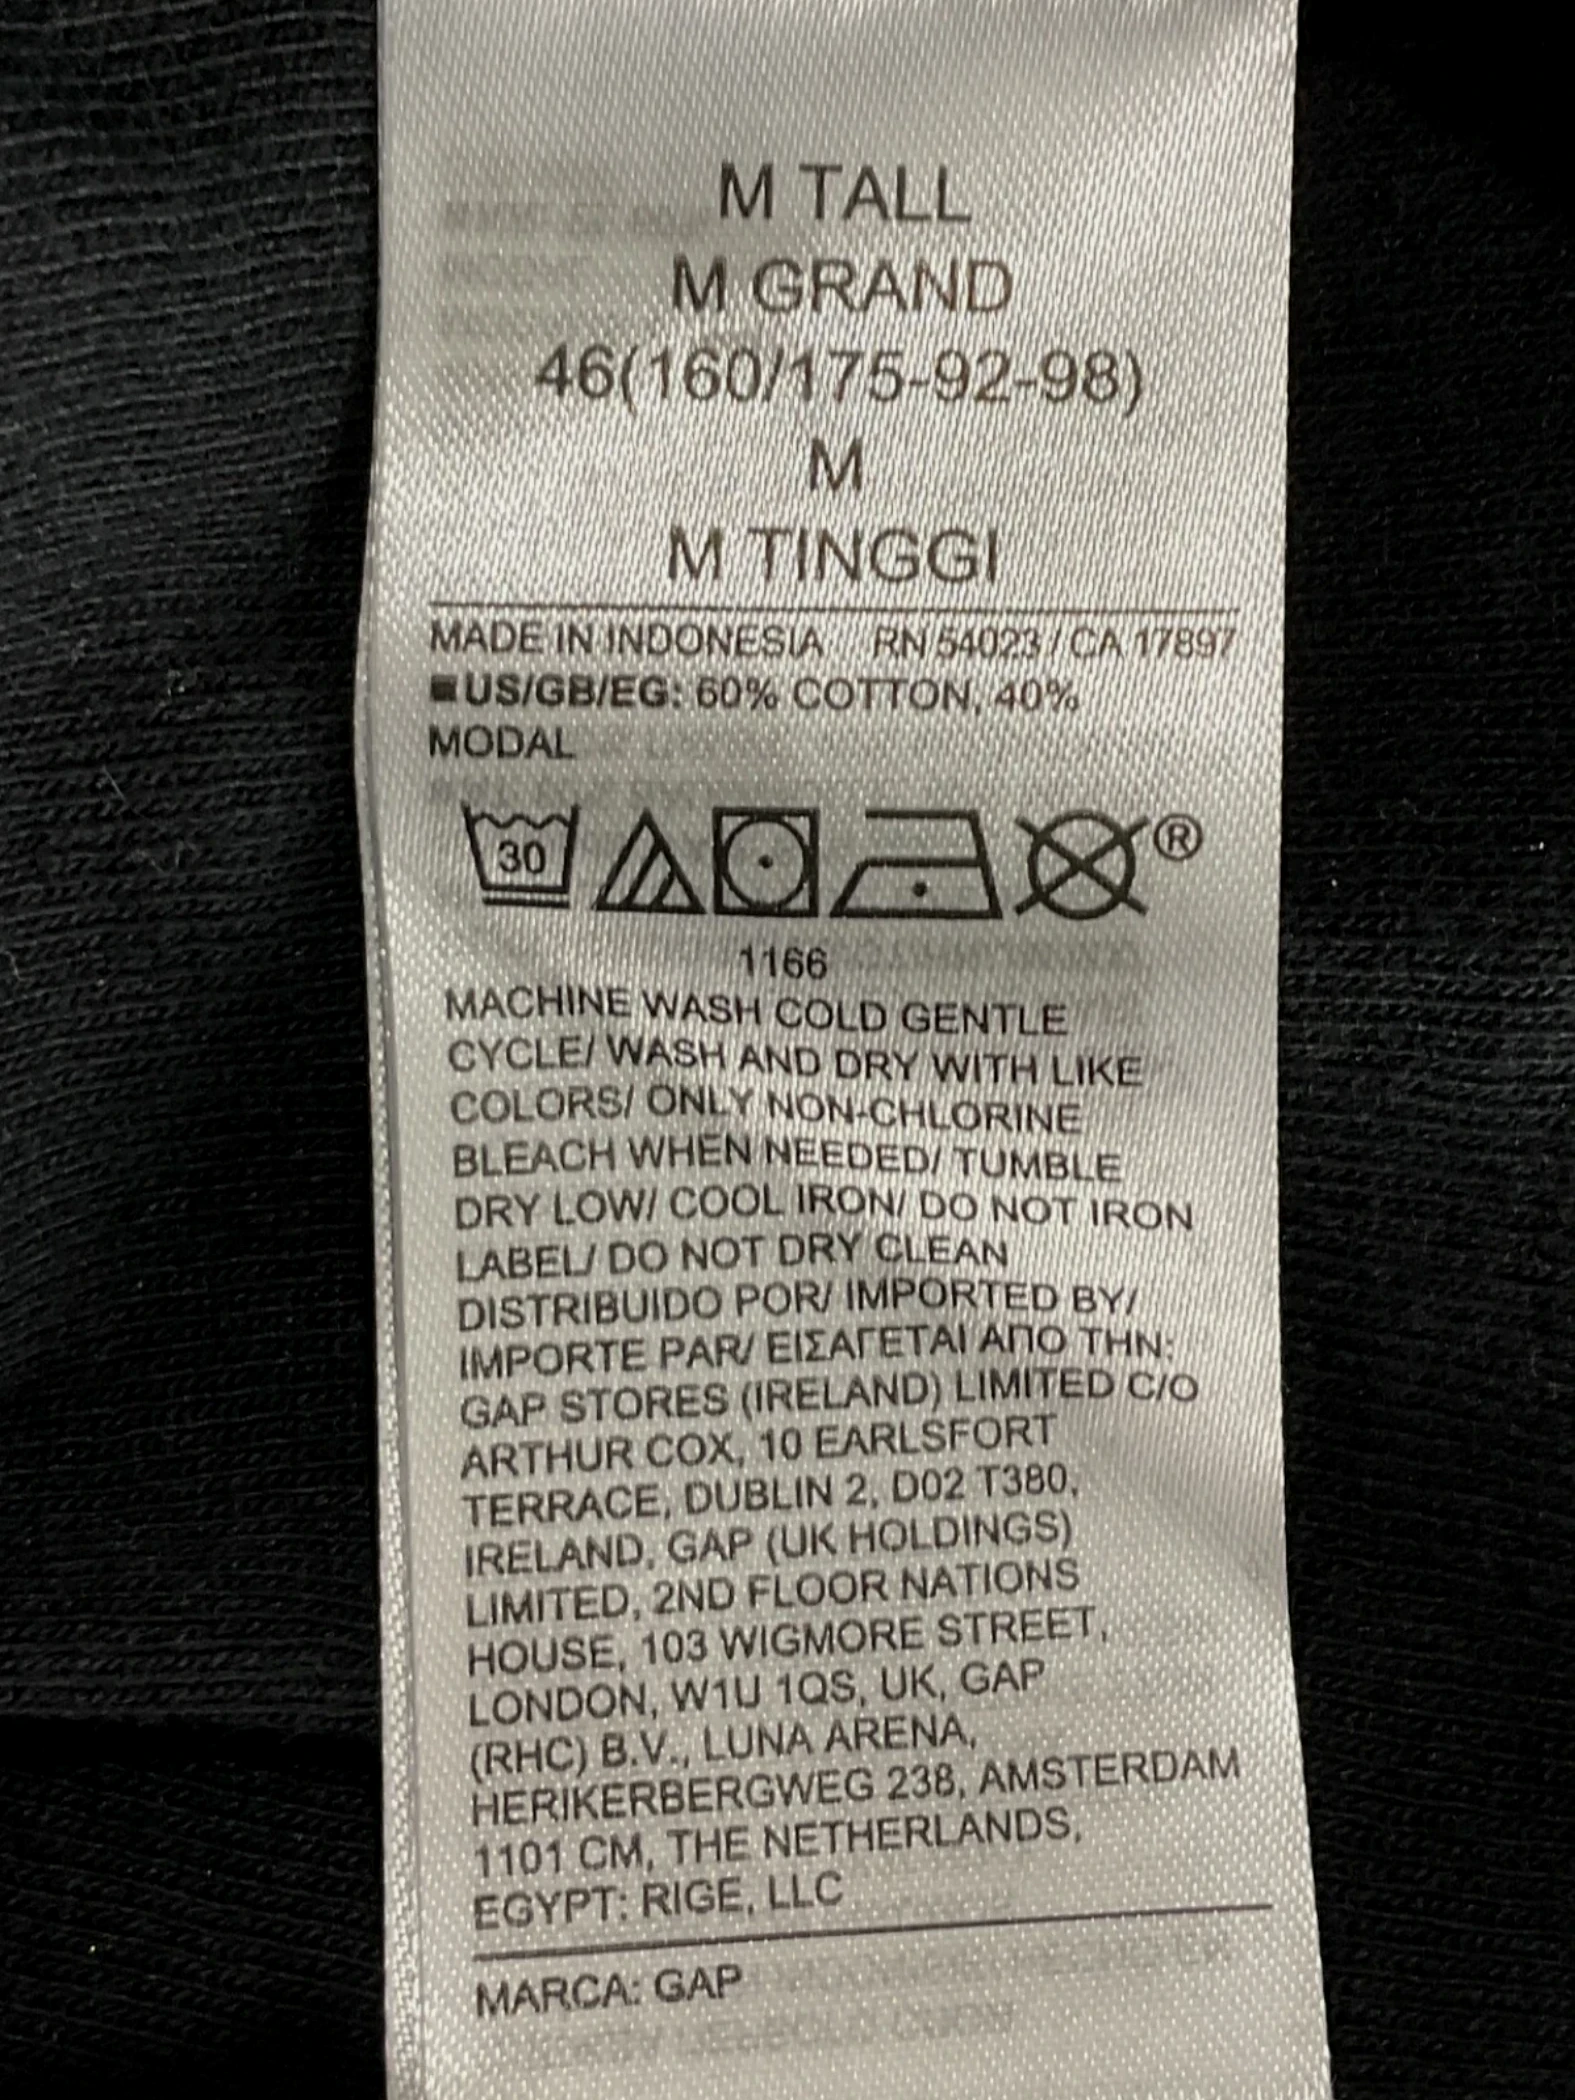 M TALL
M GRAND
46(160/175-92-98)
M
M TINGGI
MADE IN INDONESIA RN 54023 / CA 17897
■US/GB/EG: 60% COTTON, 40%
MODAL
30 ®
1166
MACHINE WASH COLD GENTLE
CYCLE/ WASH AND DRY WITH LIKE
COLORS/ ONLY NON-CHLORINE
BLEACH WHEN NEEDED/ TUMBLE
DRY LOW/ COOL IRON/ DO NOT IRON
LABEL/ DO NOT DRY CLEAN
DISTRIBUIDO POR/ IMPORTED BY/
IMPORTE PAR/ ΕΙΣΑΓΕΤΑΙ ΑΠΟ ΤΗΝ:
GAP STORES (IRELAND) LIMITED C/O
ARTHUR COX, 10 EARLSFORT
TERRACE, DUBLIN 2, D02 T380,
IRELAND, GAP (UK HOLDINGS)
LIMITED, 2ND FLOOR NATIONS
HOUSE, 103 WIGMORE STREET,
LONDON, W1U 1QS, UK, GAP
(RHC) B.V., LUNA ARENA,
HERIKERBERGWEG 238, AMSTERDAM
1101 CM, THE NETHERLANDS,
EGYPT: RIGE, LLC
MARCA: GAP